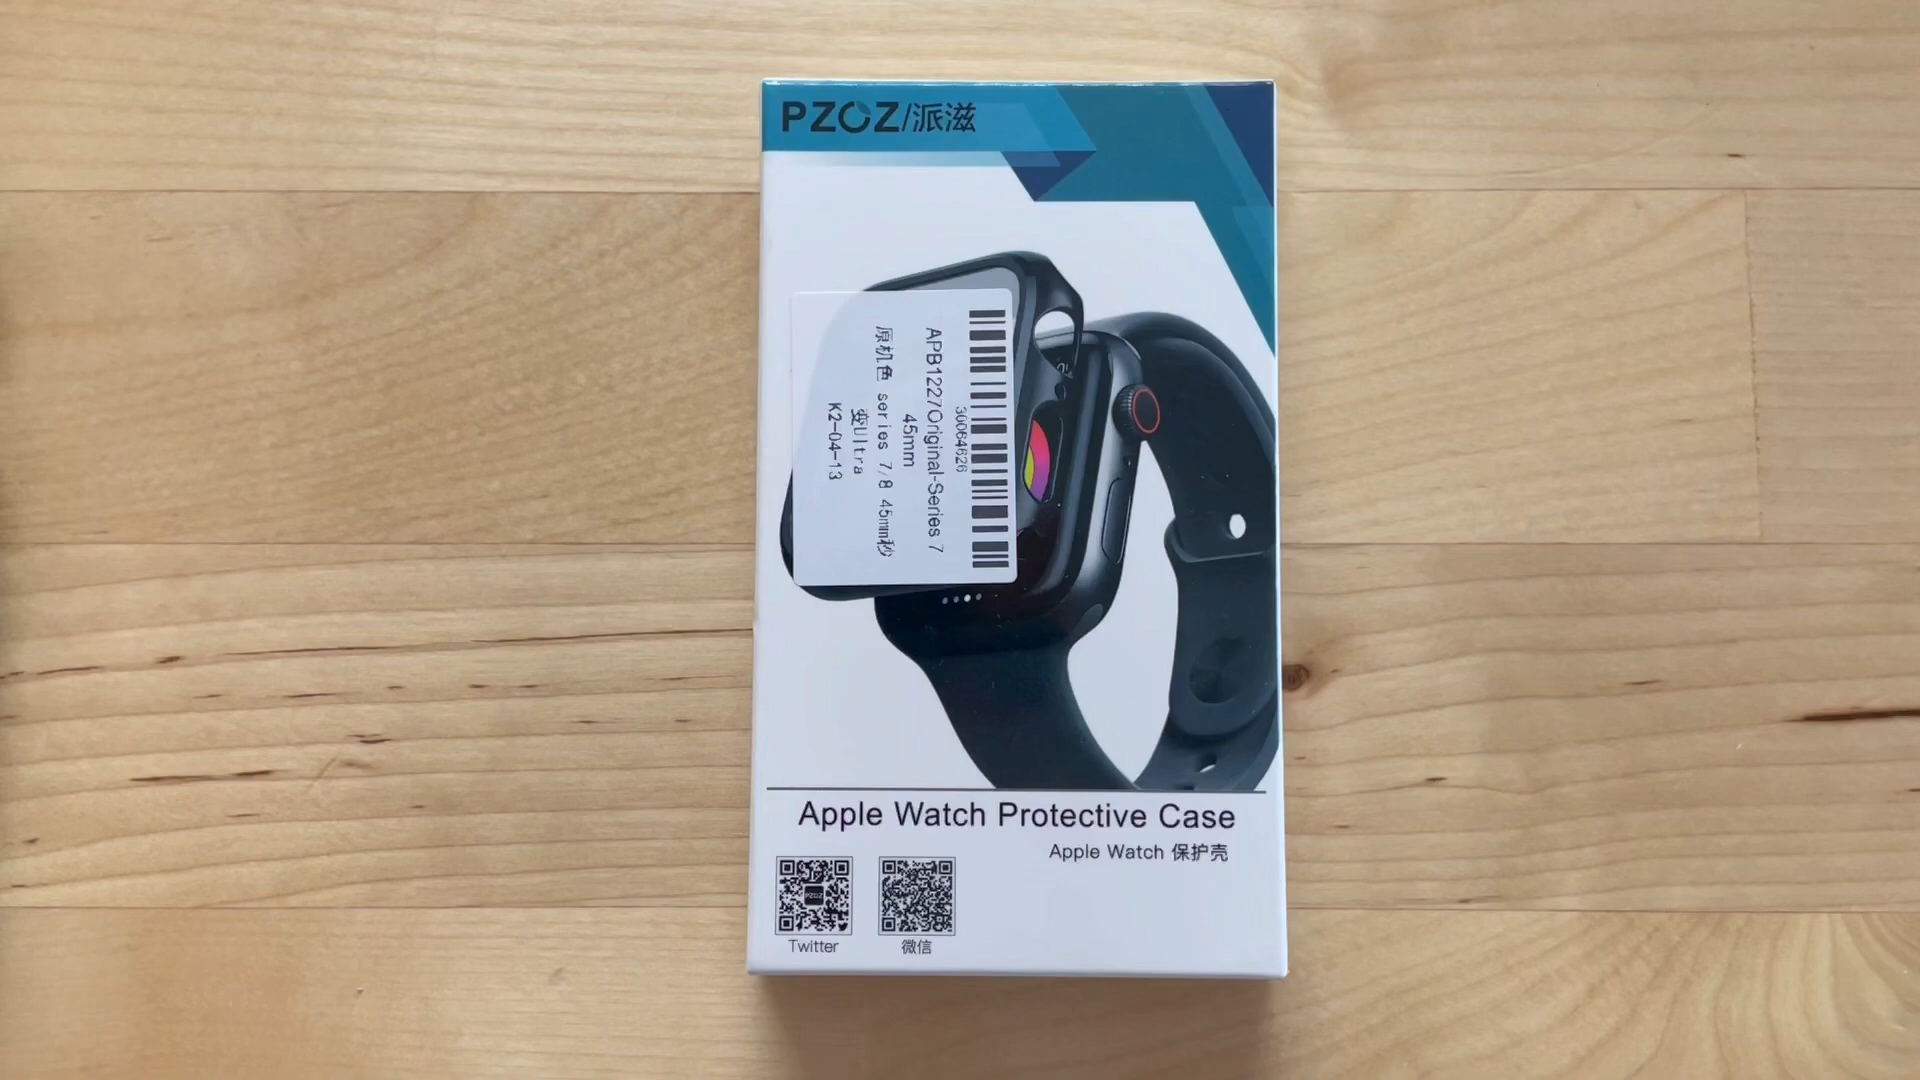 PZOZ/派滋
30064626
APB1227Original-Series 7
45mm
原机色 series 7/8 45mm秒
变Ultra
K2-04-13
Apple Watch Protective Case
Apple Watch 保护壳
PZOZ
Twitter
微信